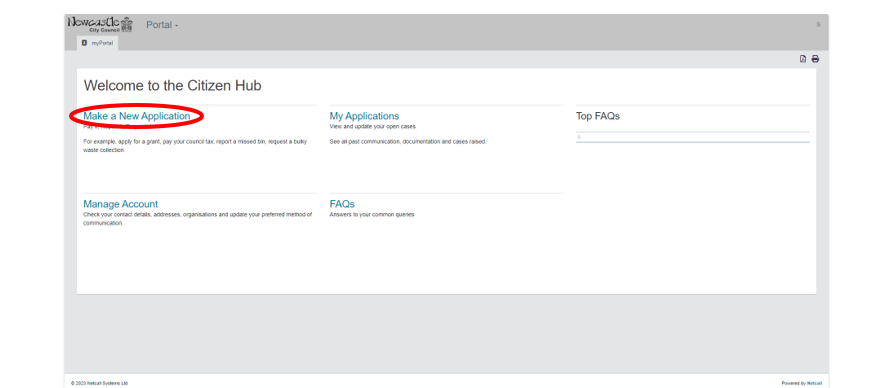 Newcastle
City Council
Portal
myPortal
Welcome to the Citizen Hub
Make a New Application
For example, apply for a grant, pay your council tax, report a missed bin, request a bulky
waste collection.
My Applications
View and update your open cases
See all past communication, documentation and cases raised.
Top FAQs
Manage Account
Check your contact details, addresses, organisations and update your preferred method of
communication.
FAQs
Answers to your common queries
© 2023 Netcall Systems Ltd
Powered by Netcall